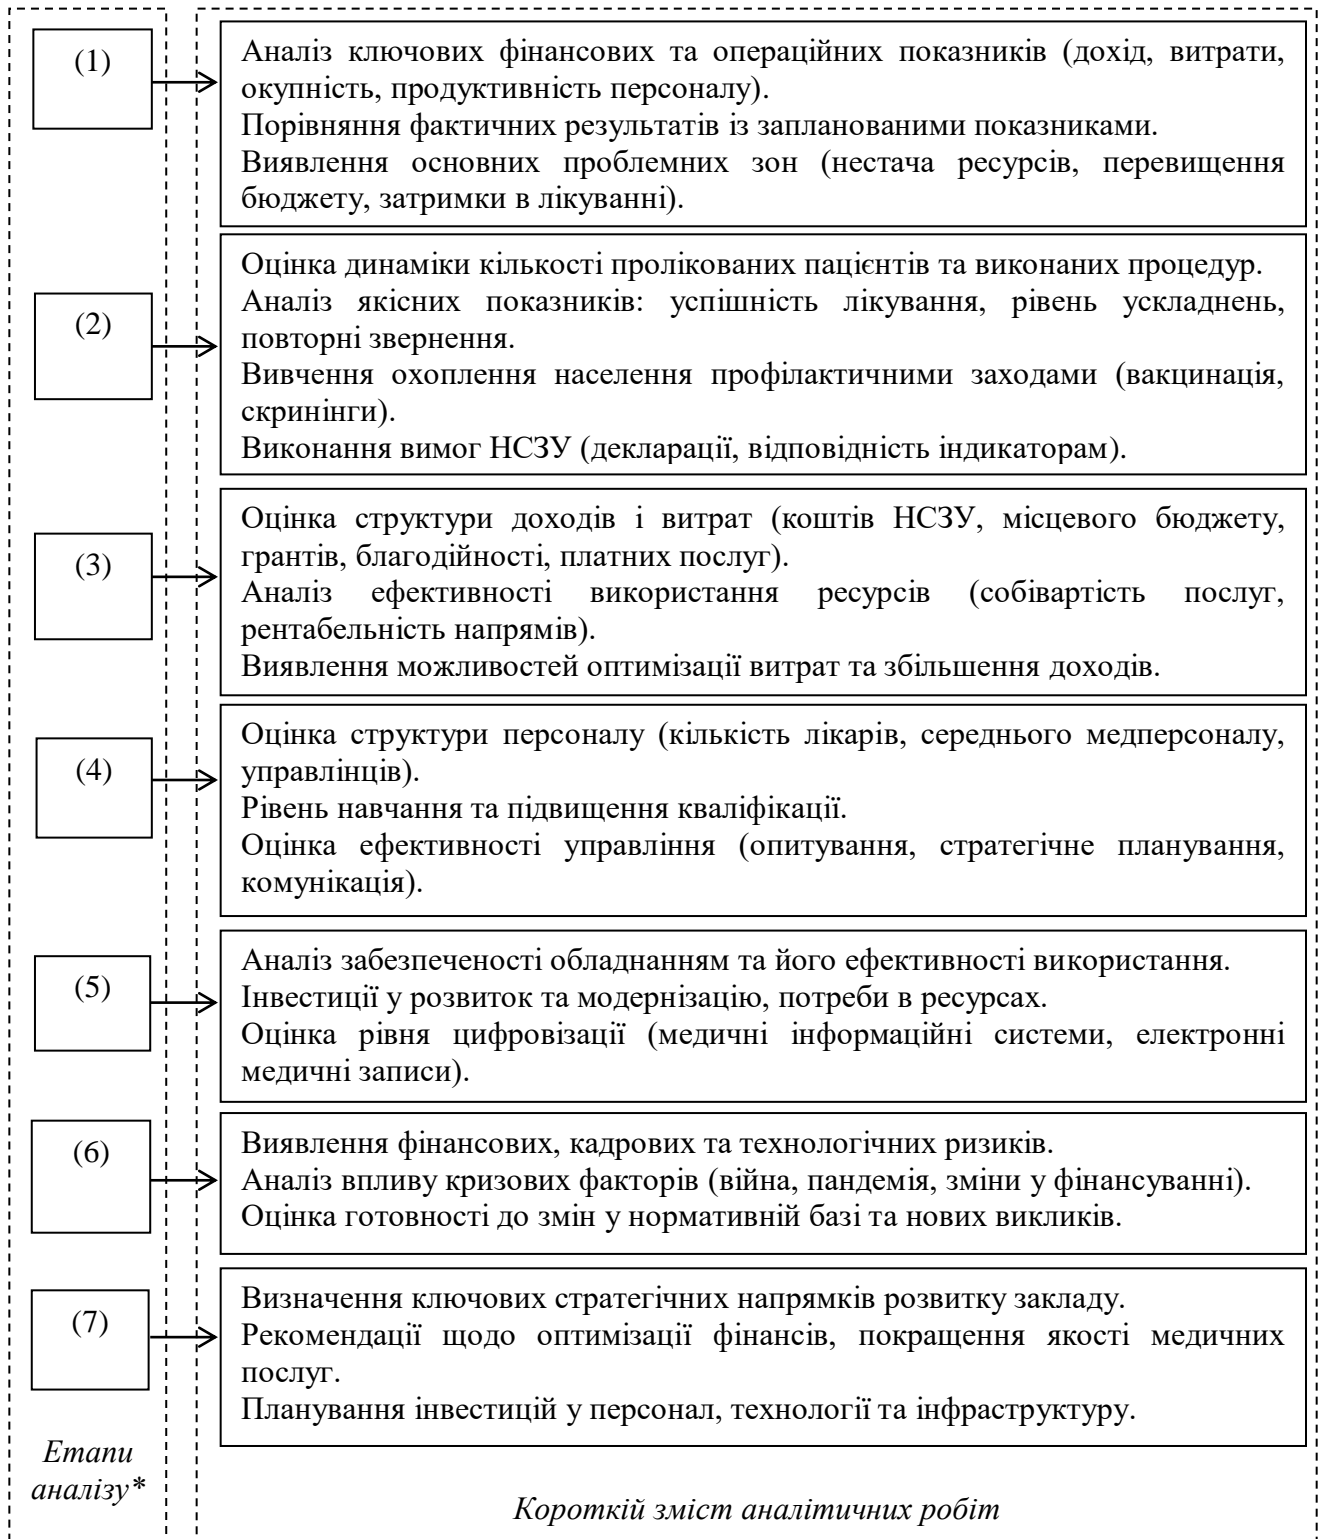 (1)
Аналіз ключових фінансових та операційних показників (дохід, витрати,
окупність, продуктивність персоналу).
Порівняння фактичних результатів із запланованими показниками.
Виявлення основних проблемних зон (нестача ресурсів, перевищення
бюджету, затримки в лікуванні).
(2)
Оцінка динаміки кількості пролікованих пацієнтів та виконаних процедур.
Аналіз якісних показників: успішність лікування, рівень ускладнень,
повторні звернення.
Вивчення охоплення населення профілактичними заходами (вакцинація,
скринінги).
Виконання вимог НСЗУ (декларації, відповідність індикаторам).
(3)
Оцінка структури доходів і витрат (коштів НСЗУ, місцевого бюджету,
грантів, благодійності, платних послуг).
Аналіз ефективності використання ресурсів (собівартість послуг,
рентабельність напрямів).
Виявлення можливостей оптимізації витрат та збільшення доходів.
(4)
Оцінка структури персоналу (кількість лікарів, середнього медперсоналу,
управлінців).
Рівень навчання та підвищення кваліфікації.
Оцінка ефективності управління (опитування, стратегічне планування,
комунікація).
(5)
Аналіз забезпеченості обладнанням та його ефективності використання.
Інвестиції у розвиток та модернізацію, потреби в ресурсах.
Оцінка рівня цифровізації (медичні інформаційні системи, електронні
медичні записи).
(6)
Виявлення фінансових, кадрових та технологічних ризиків.
Аналіз впливу кризових факторів (війна, пандемія, зміни у фінансуванні).
Оцінка готовності до змін у нормативній базі та нових викликів.
(7)
Визначення ключових стратегічних напрямків розвитку закладу.
Рекомендації щодо оптимізації фінансів, покращення якості медичних
послуг.
Планування інвестицій у персонал, технології та інфраструктуру.
Етапи
аналізу*
Короткій зміст аналітичних робіт